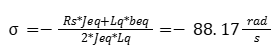 σ = − Rs*Jeq+Lq*beq / 2*Jeq*Lq = − 88.17 rad/s